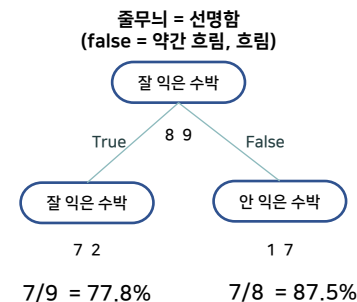 줄무늬 = 선명함
(false = 약간 흐림, 흐림)
잘 익은 수박
True
8 9
False
잘 익은 수박
안 익은 수박
7 2
1 7
7/9 = 77.8%
7/8 = 87.5%